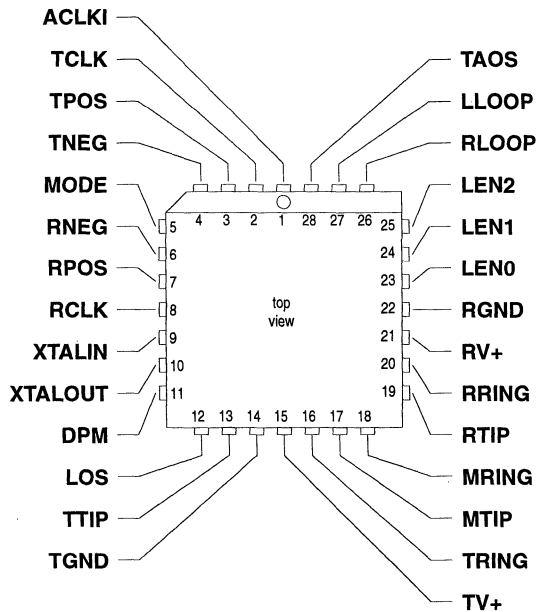 ACLKI
TCLK
TPOS
TNEG
MODE
RNEG
RPOS
RCLK
XTALIN
XTALOUT
DPM
LOS
TTIP
TGND
TAOS
LLOOP
RLOOP
LEN2
LEN1
LEN0
RGND
RV+
RRING
RTIP
MRING
MTIP
TRING
TV+
4 3 2 1 28 27 26
5
6
7
8
9
10
11
25
24
23
22
21
20
19
top
view
12 13 14 15 16 17 18